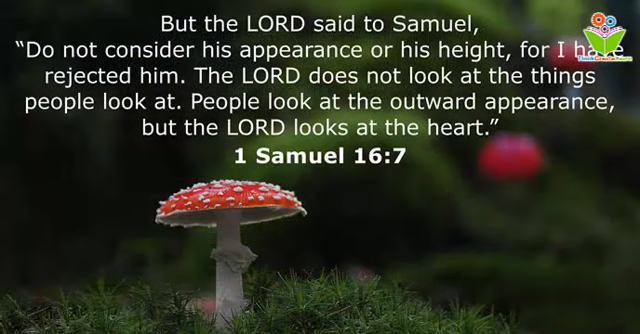 But the LORD said to Samuel,
“Do not consider his appearance or his height, for I have
rejected him. The LORD does not look at the things
people look at. People look at the outward appearance,
but the LORD looks at the heart.”
1 Samuel 16:7